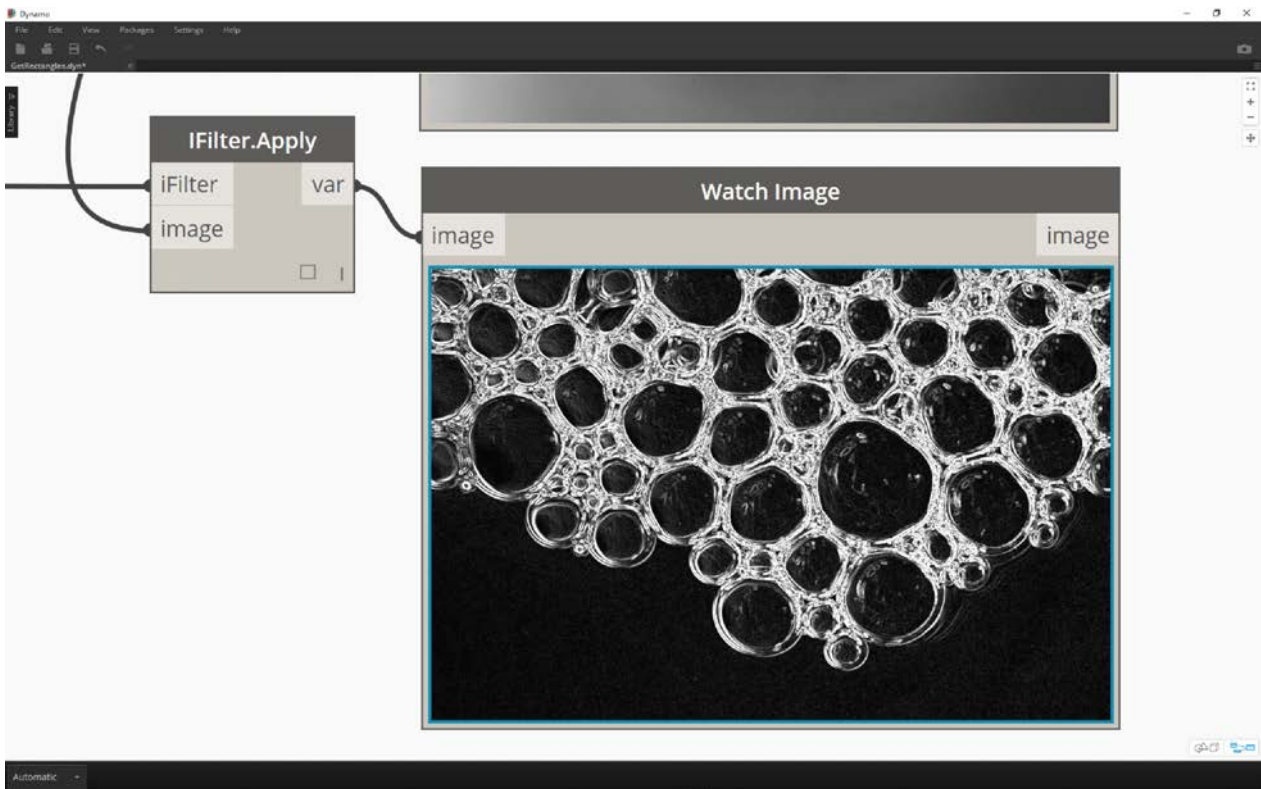 Dynamo
File Edit View Packages Settings Help
GetRectangles.dyn*
Library
IFilter.Apply
iFilter var
image
Watch Image
image image
Automatic